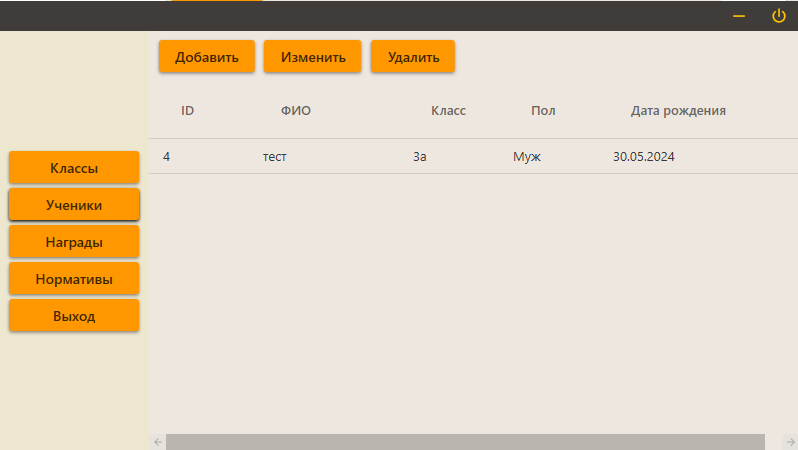 Добавить Изменить Удалить
ID ФИО Класс Пол Дата рождения
4 тест 3а Муж 30.05.2024
Классы
Ученики
Награды
Нормативы
Выход